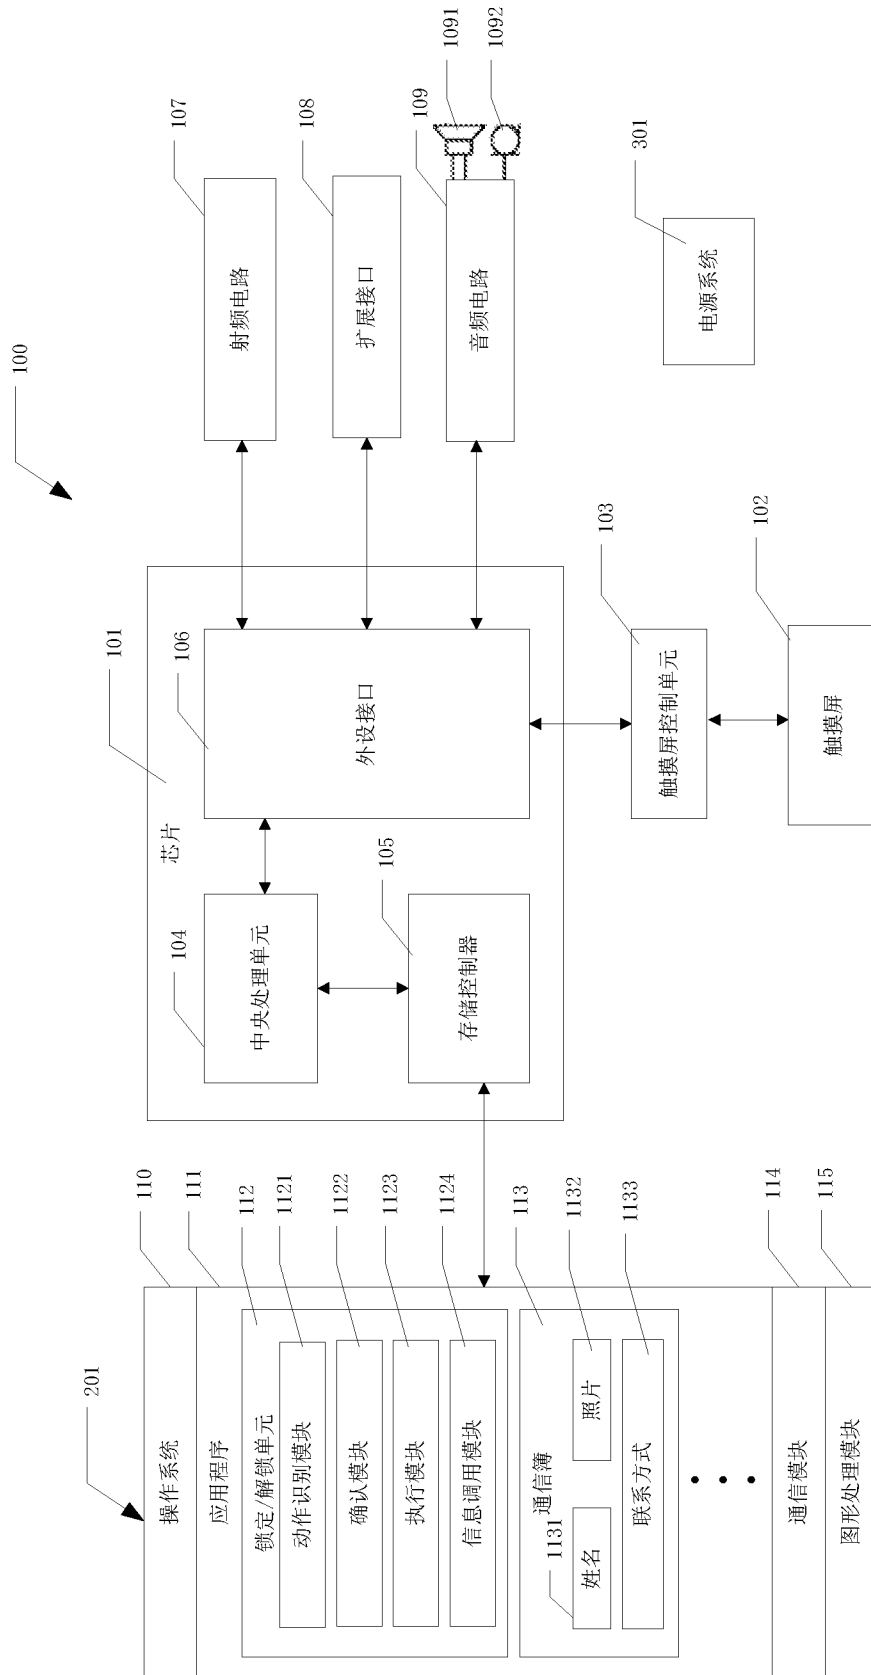 100
201
操作系统
110
应用程序
111
锁定/解锁单元
112
动作识别模块
1121
确认模块
1122
执行模块
1123
信息调用模块
1124
通信簿
113
1131
姓名
照片
1132
联系方式
1133
通信模块
114
图形处理模块
115
芯片
101
中央处理单元
104
存储控制器
105
外设接口
106
触摸屏控制单元
103
触摸屏
102
射频电路
107
扩展接口
108
音频电路
109
1091
1092
电源系统
301